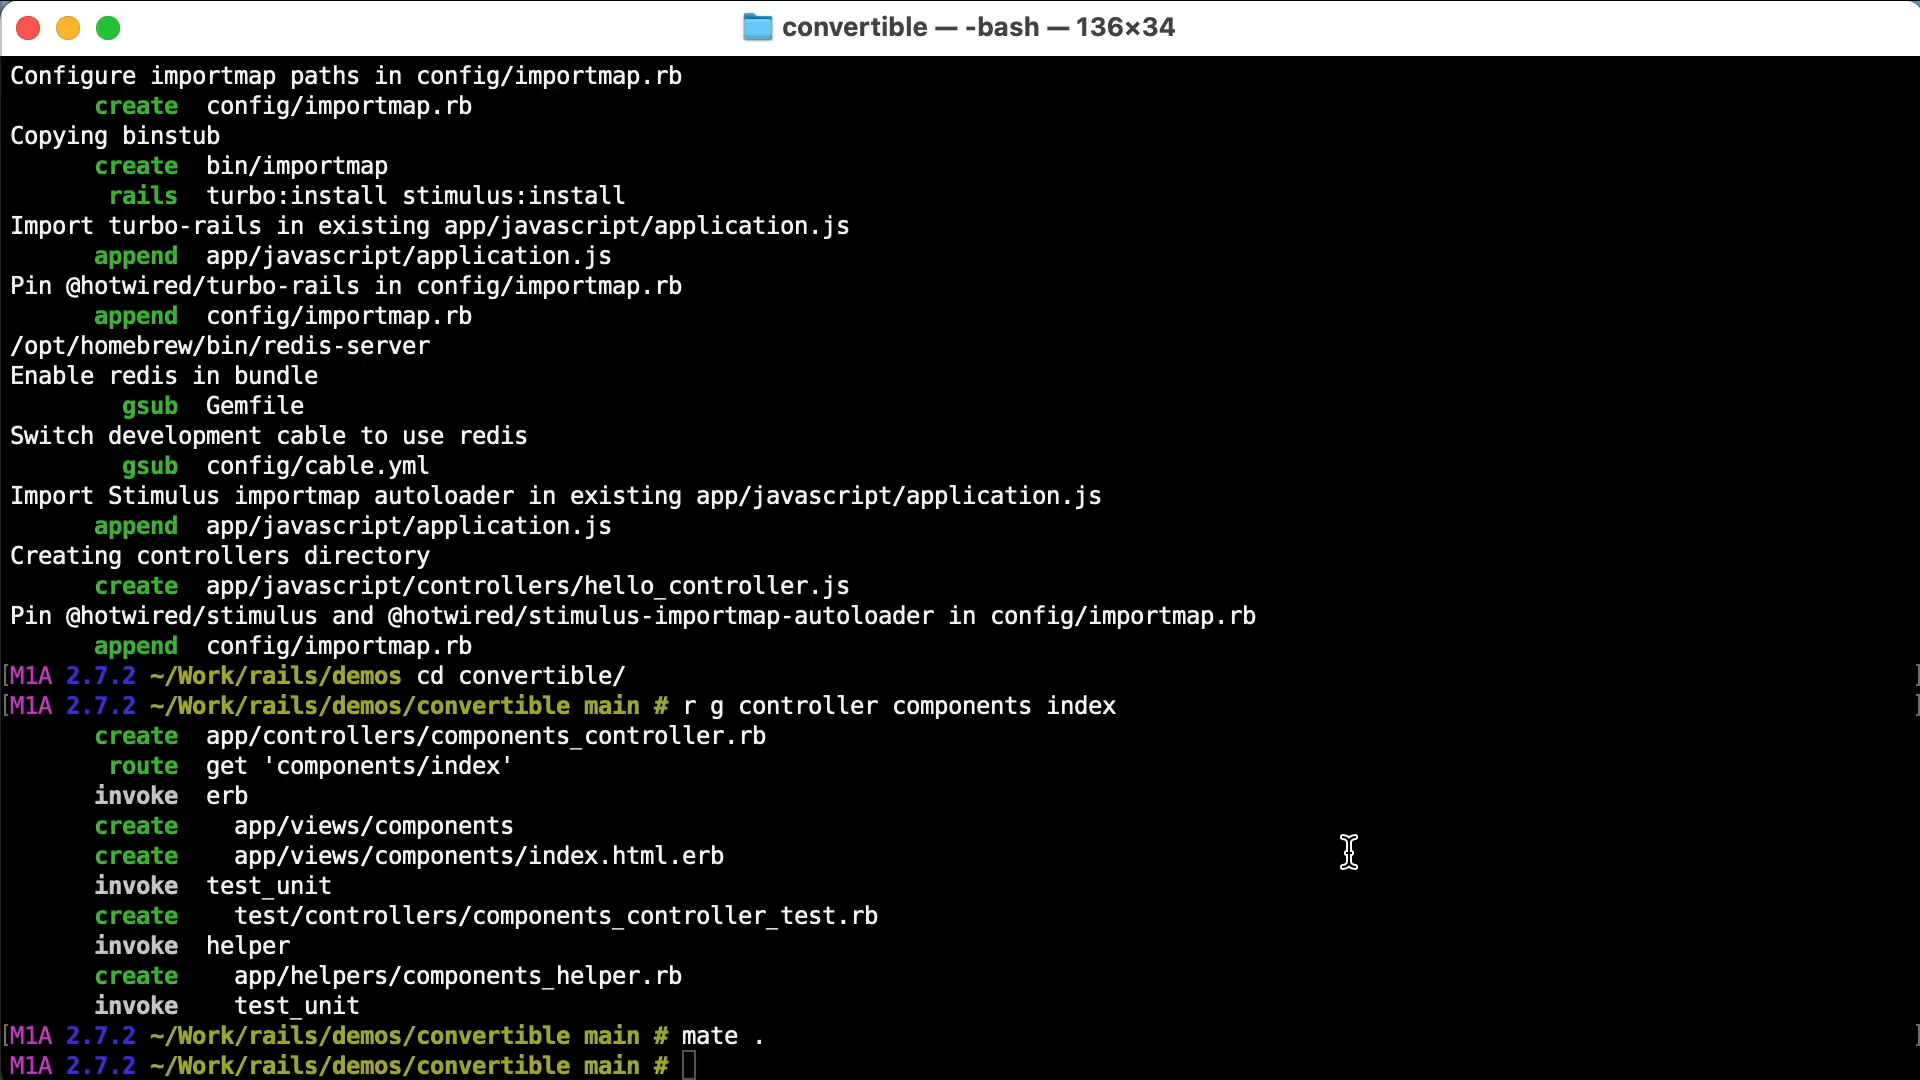 convertible — -bash — 136×34
Configure importmap paths in config/importmap.rb
create config/importmap.rb
Copying binstub
create bin/importmap
rails turbo:install stimulus:install
Import turbo-rails in existing app/javascript/application.js
append app/javascript/application.js
Pin @hotwired/turbo-rails in config/importmap.rb
append config/importmap.rb
/opt/homebrew/bin/redis-server
Enable redis in bundle
gsub Gemfile
Switch development cable to use redis
gsub config/cable.yml
Import Stimulus importmap autoloader in existing app/javascript/application.js
append app/javascript/application.js
Creating controllers directory
create app/javascript/controllers/hello_controller.js
Pin @hotwired/stimulus and @hotwired/stimulus-importmap-autoloader in config/importmap.rb
append config/importmap.rb
[M1A 2.7.2 ~/Work/rails/demos cd convertible/ ]
[M1A 2.7.2 ~/Work/rails/demos/convertible main # r g controller components index ]
create app/controllers/components_controller.rb
route get 'components/index'
invoke erb
create app/views/components
create app/views/components/index.html.erb
invoke test_unit
create test/controllers/components_controller_test.rb
invoke helper
create app/helpers/components_helper.rb
invoke test_unit
[M1A 2.7.2 ~/Work/rails/demos/convertible main # mate . ]
M1A 2.7.2 ~/Work/rails/demos/convertible main #